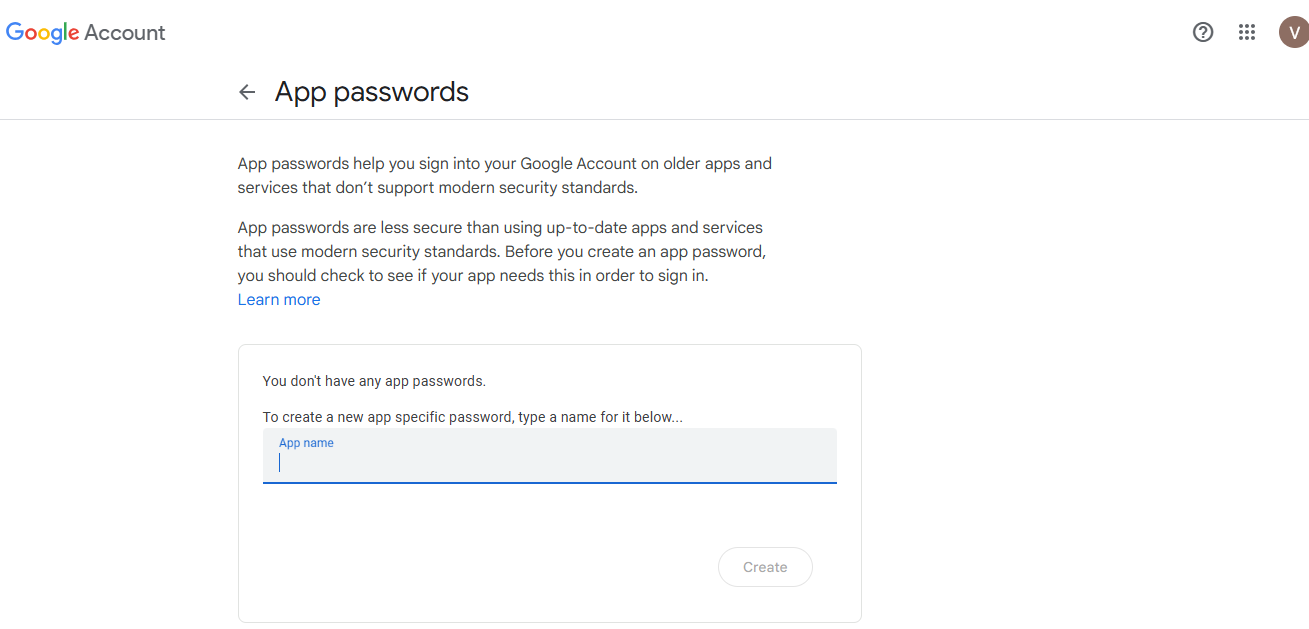 Google Account
V
App passwords
App passwords help you sign into your Google Account on older apps and
services that don’t support modern security standards.
App passwords are less secure than using up-to-date apps and services
that use modern security standards. Before you create an app password,
you should check to see if your app needs this in order to sign in.
Learn more
You don't have any app passwords.
To create a new app specific password, type a name for it below...
App name
Create